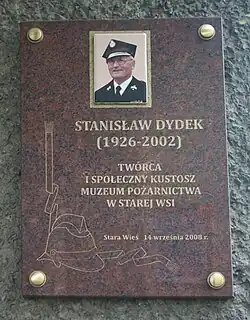 STANISŁAW DYDEK
(1926-2002)
TWÓRCA
I SPOŁECZNY KUSTOSZ
MUZEUM POŻARNICTWA
W STAREJ WSI
Stara Wieś 14 września 2008 r.